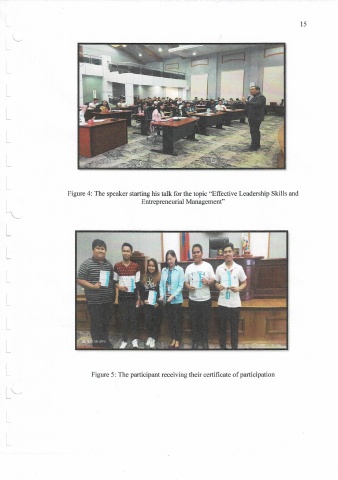 15
Figure 4: The speaker starting his talk for the topic "Effective Leadership Skills and
Entrepreneurial Management"
Figure 5: The participant receiving their certificate of participation